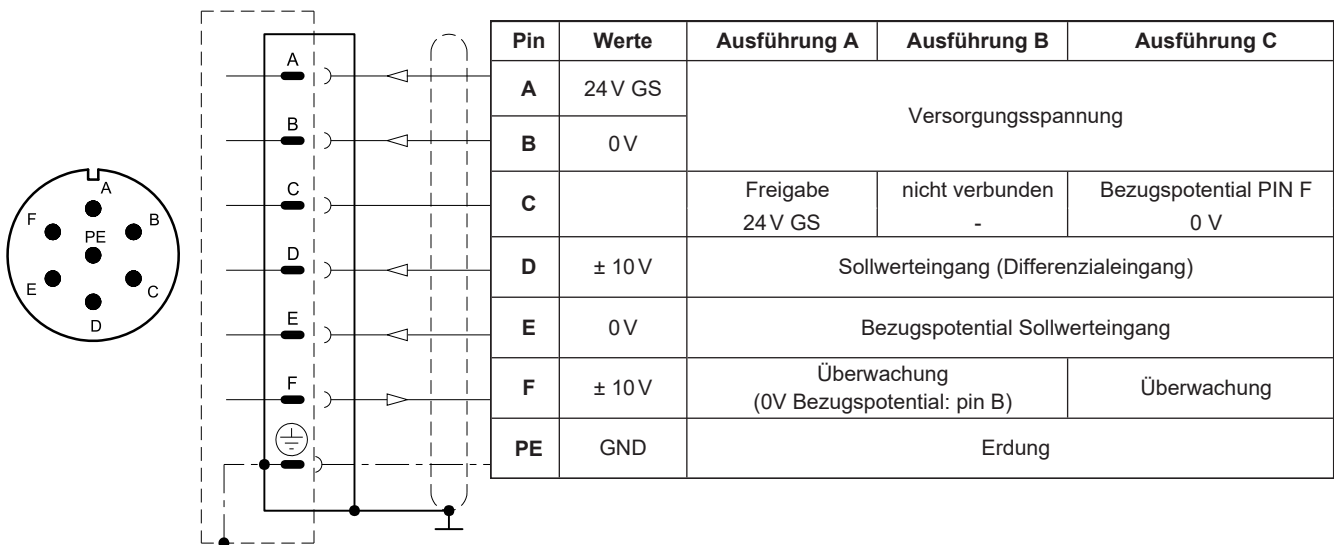 A
B
C
D
E
F
PE
A
B
C
D
E
F
Pin Werte Ausführung A Ausführung B Ausführung C
A 24 V GS
Versorgungsspannung
B 0 V
C Freigabe nicht verbunden Bezugspotential PIN F
24 V GS - 0 V
D ± 10 V Sollwerteingang (Differenzialeingang)
E 0 V Bezugspotential Sollwerteingang
F ± 10 V Überwachung Überwachung
(0V Bezugspotential: pin B)
PE GND Erdung